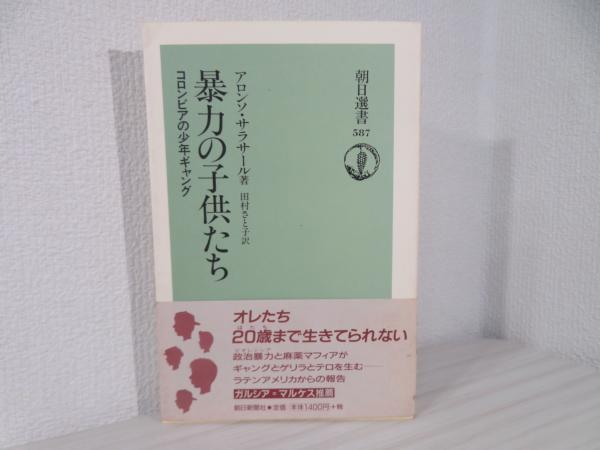 朝日選書
587
アロンソ・サラサール著
田村さと子訳
暴力の子供たち
コロンビアの少年ギャング
オレたち
20歳まで生きてられない
政治暴力と麻薬マフィアが
ギャングとゲリラとテロを生む――
ラテンアメリカからの報告
ガルシア=マルケス推薦
朝日新聞社●定価 本体1400円+税